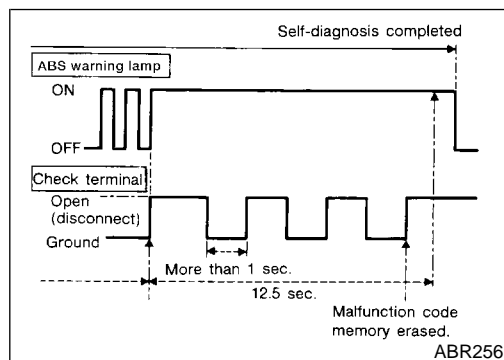 Self-diagnosis completed
ABS warning lamp
ON
OFF
Check terminal
Open
(disconnect)
Ground
More than 1 sec.
12.5 sec.
Malfunction code
memory erased.
ABR256